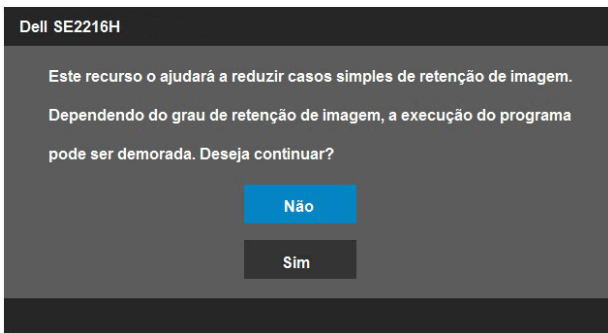 Dell SE2216H
Este recurso o ajudará a reduzir casos simples de retenção de imagem.
Dependendo do grau de retenção de imagem, a execução do programa
pode ser demorada. Deseja continuar?
Não
Sim